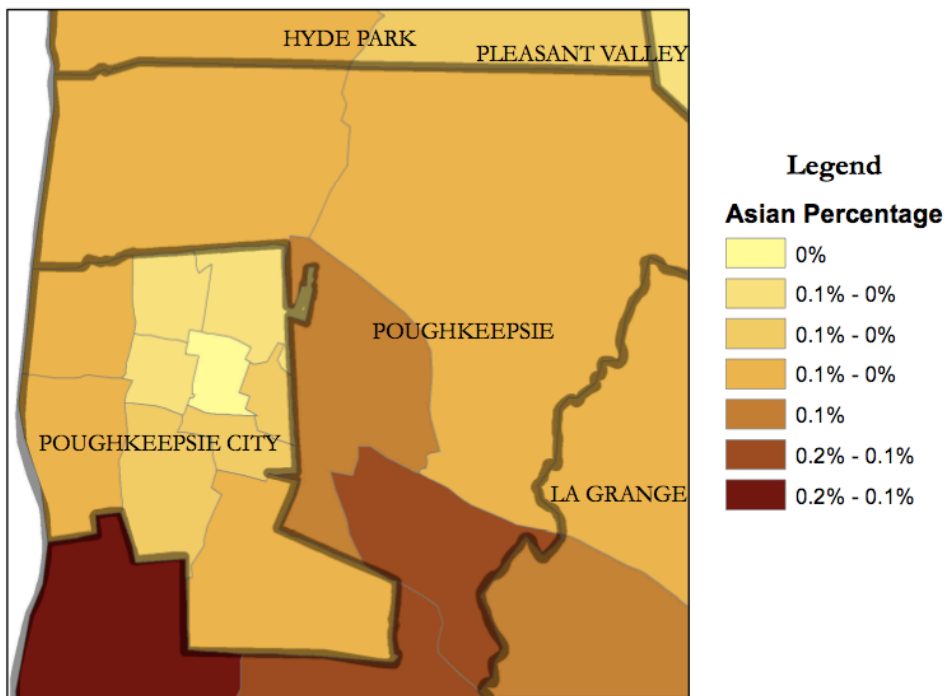 HYDE PARK
PLEASANT VALLEY
POUGHKEEPSIE
POUGHKEEPSIE CITY
LA GRANGE
Legend
Asian Percentage
0%
0.1% - 0%
0.1% - 0%
0.1% - 0%
0.1%
0.2% - 0.1%
0.2% - 0.1%